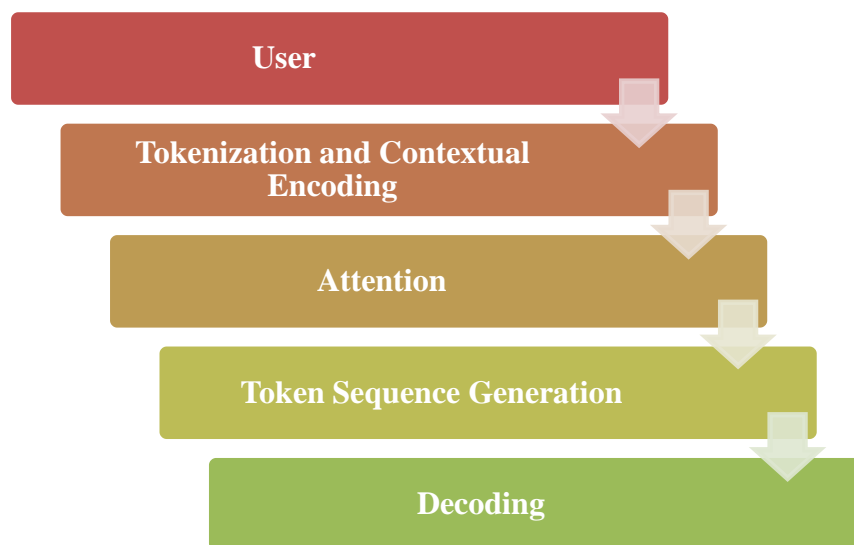 User
Tokenization and Contextual
Encoding
Attention
Token Sequence Generation
Decoding